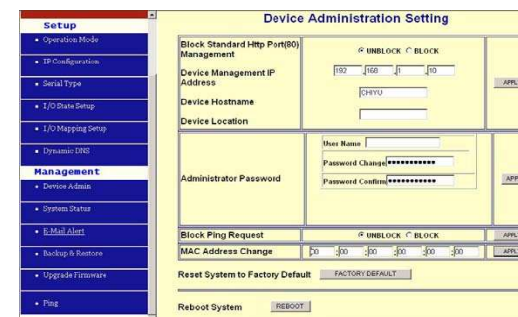 Setup
Operation Mode
IP Configuration
Serial Type
I/O State Setup
I/O Mapping Setup
Dynamic DNS
Management
Device Admin
System Status
E-Mail Alert
Backup & Restore
Upgrade Firmware
Ping
Device Administration Setting
Block Standard Http Port(80)
Management
UNBLOCK BLOCK
Device Management IP
Address
192 .168 .1 .10
Device Hostname
CHIYU
Device Location
APPL
Administrator Password
User Name
Password Change
Password Confirm
APPL
Block Ping Request
UNBLOCK BLOCK
APPL
MAC Address Change
00 :00 :00 :00 :00 :00
APPL
Reset System to Factory Default
FACTORY DEFAULT
Reboot System
REBOOT